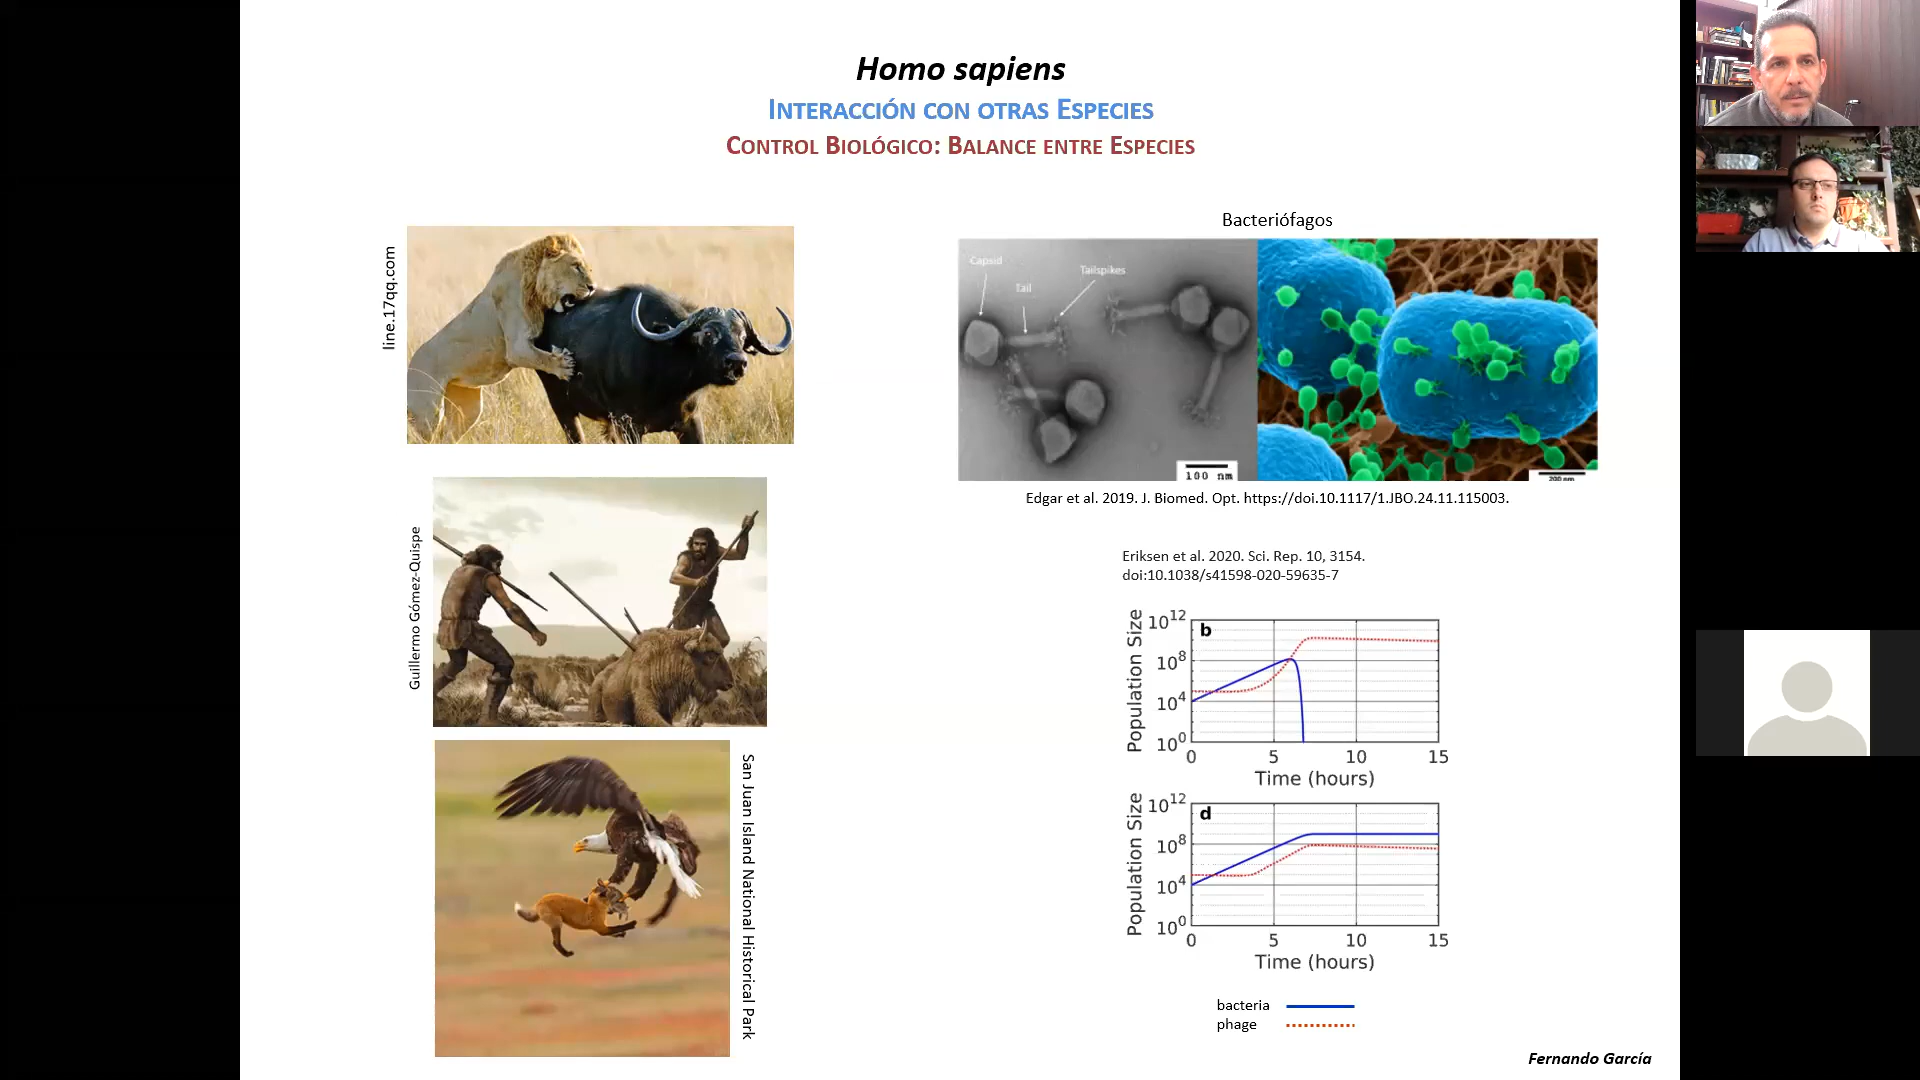 Homo sapiens
INTERACCIÓN CON OTRAS ESPECIES
CONTROL BIOLÓGICO: BALANCE ENTRE ESPECIES
line.17qq.com
Guillermo Gómez-Quispe
San Juan Island National Historical Park
Bacteriófagos
Capsid
Tail
Tailspikes
100 nm
200 nm
Edgar et al. 2019. J. Biomed. Opt. https://doi.org/10.1117/1.JBO.24.11.115003.
Eriksen et al. 2020. Sci. Rep. 10, 3154.
doi:10.1038/s41598-020-59635-7
b
Population Size
10^12
10^8
10^4
10^0
0 5 10 15
Time (hours)
d
Population Size
10^12
10^8
10^4
10^0
0 5 10 15
Time (hours)
bacteria
phage
Fernando García